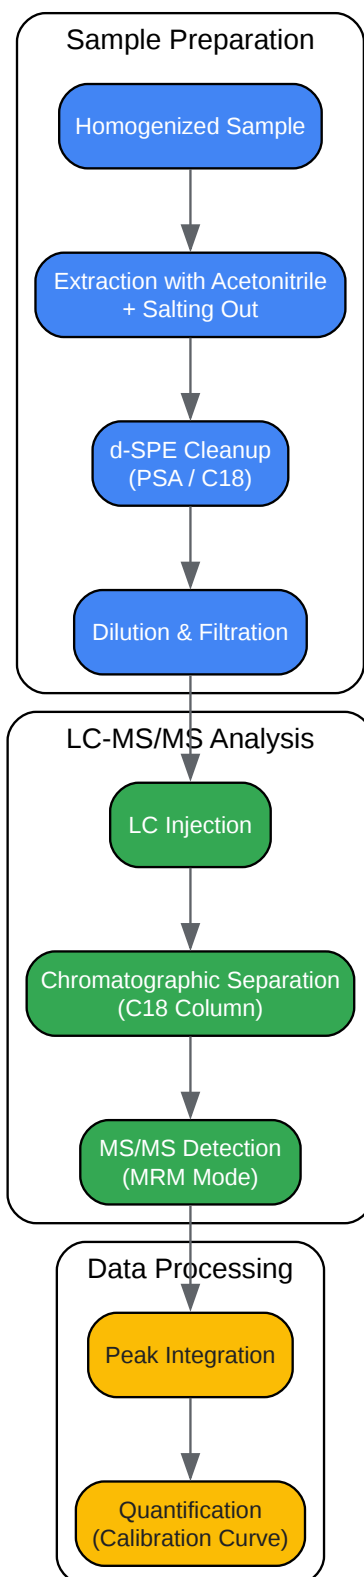 Sample Preparation
Homogenized Sample
Extraction with Acetonitrile
+ Salting Out
d-SPE Cleanup
(PSA / C18)
Dilution & Filtration
LC-MS/MS Analysis
LC Injection
Chromatographic Separation
(C18 Column)
MS/MS Detection
(MRM Mode)
Data Processing
Peak Integration
Quantification
(Calibration Curve)